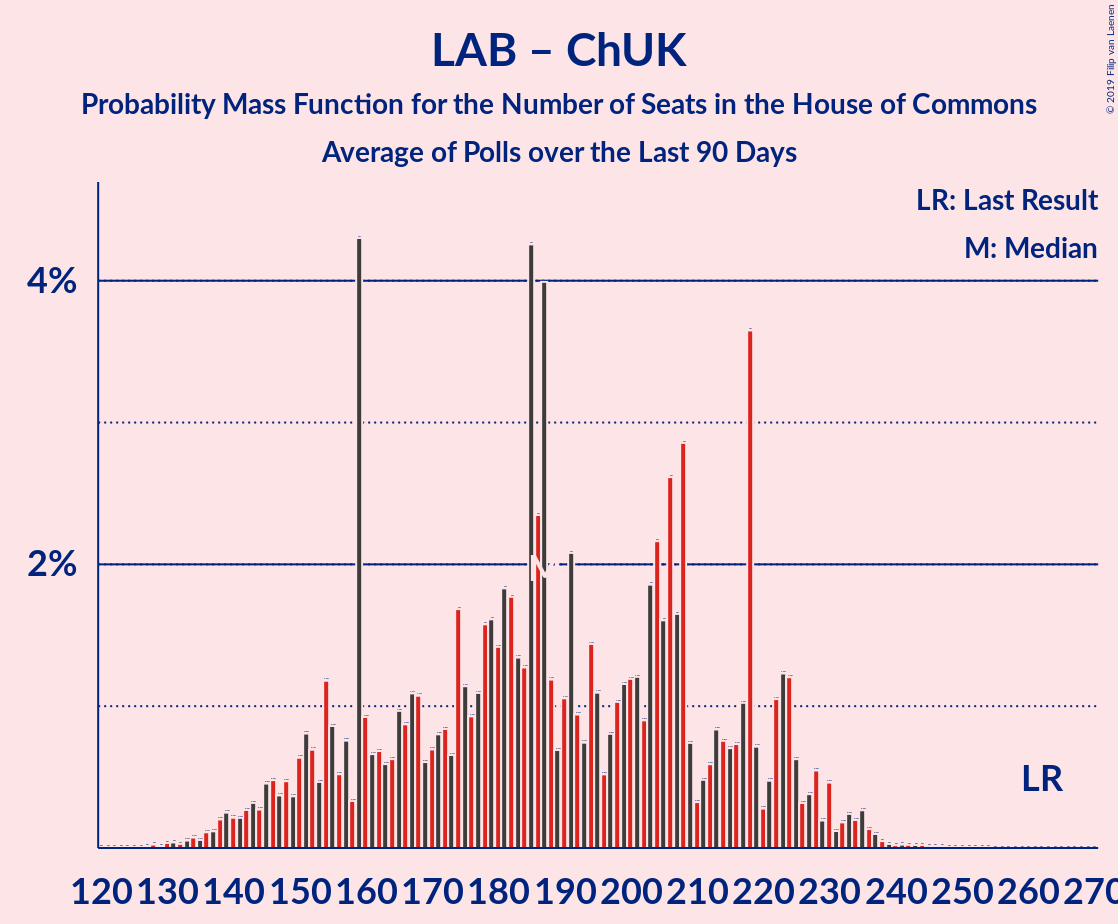 LAB – ChUK
Probability Mass Function for the Number of Seats in the House of Commons
Average of Polls over the Last 90 Days
© 2019 Filip van Laenen
LR: Last Result
M: Median
4%
2%
LR
120 130 140 150 160 170 180 190 200 210 220 230 240 250 260 270